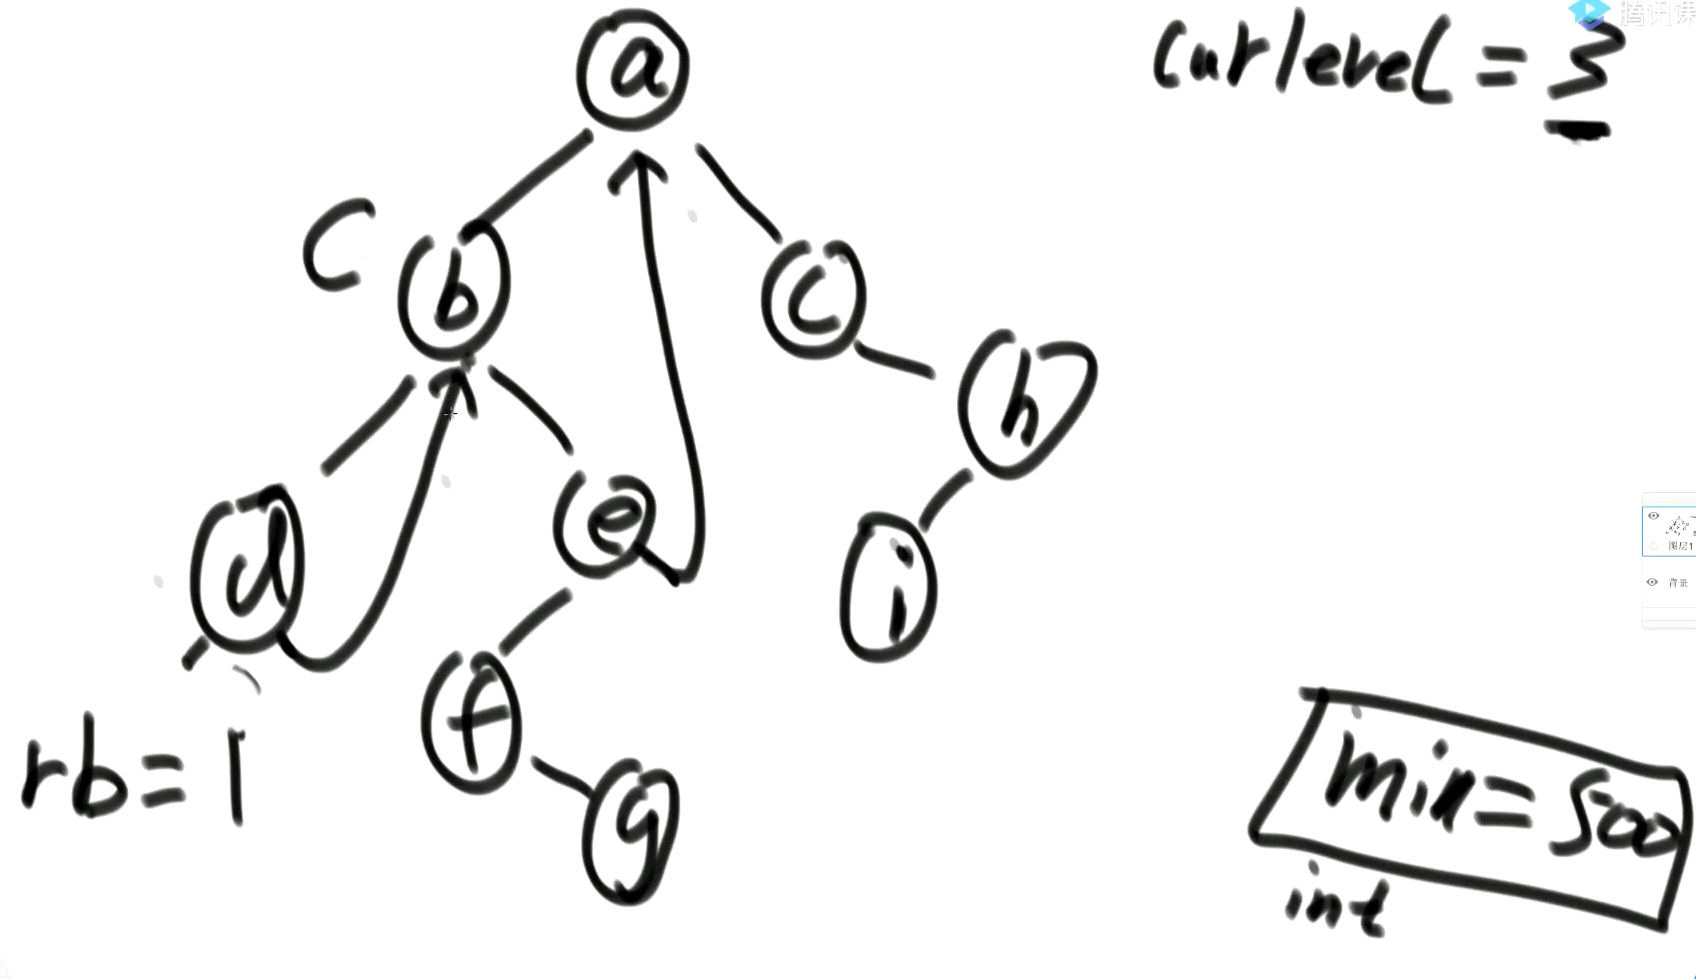 a
curlevel = 3
腾讯课
c
b
c
h
d
e
i
f
g
rb = 1
min = 500
int
图层1
背景